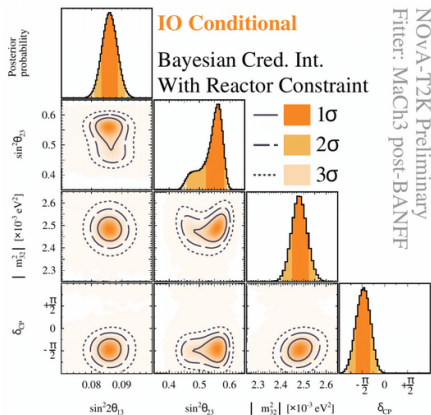 IO Conditional
Bayesian Cred. Int.
With Reactor Constraint
1σ
2σ
3σ
NOvA-T2K Preliminary
Fitter: MaCh3 post-BANFF
Posterior
probability
sin²θ₂₃
0.6
0.5
0.4
| m²₃₂| [×10⁻³ eV²]
2.6
2.5
2.4
2.3
δCP
+π/2
0
-π/2
0.08 0.09
sin²2θ₁₃
0.4 0.5 0.6
sin²θ₂₃
2.3 2.4 2.5 2.6
| m²₃₂| [×10⁻³ eV²]
-π/2 0 +π/2
δCP